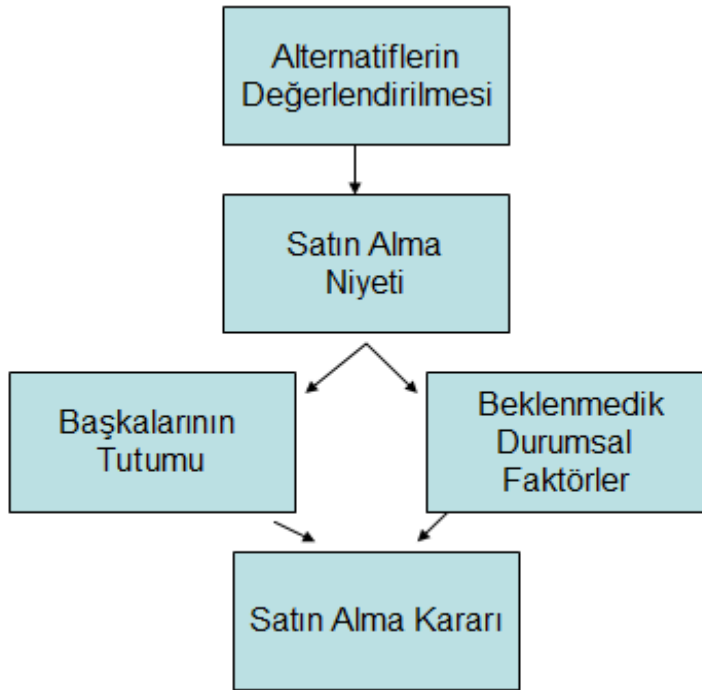 Alternatiflerin
Değerlendirilmesi
Satın Alma
Niyeti
Başkalarının
Tutumu
Beklenmedik
Durumsal
Faktörler
Satın Alma Kararı